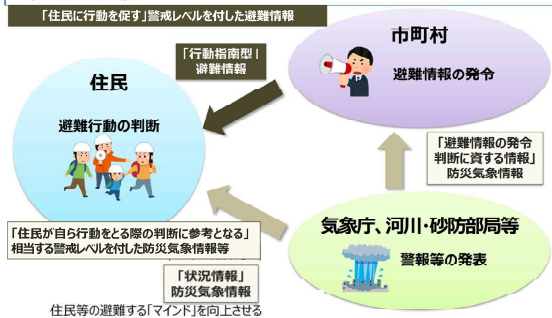 「住民に行動を促す」警戒レベルを付した避難情報
市町村
避難情報の発令
「行動指南型」
避難情報
住民
避難行動の判断
「避難情報の発令
判断に資する情報」
防災気象情報
気象庁、河川・砂防部局等
警報等の発表
「住民が自ら行動をとる際の判断に参考となる」
相当する警戒レベルを付した防災気象情報等
「状況情報」
防災気象情報
住民等の避難する「マインド」を向上させる